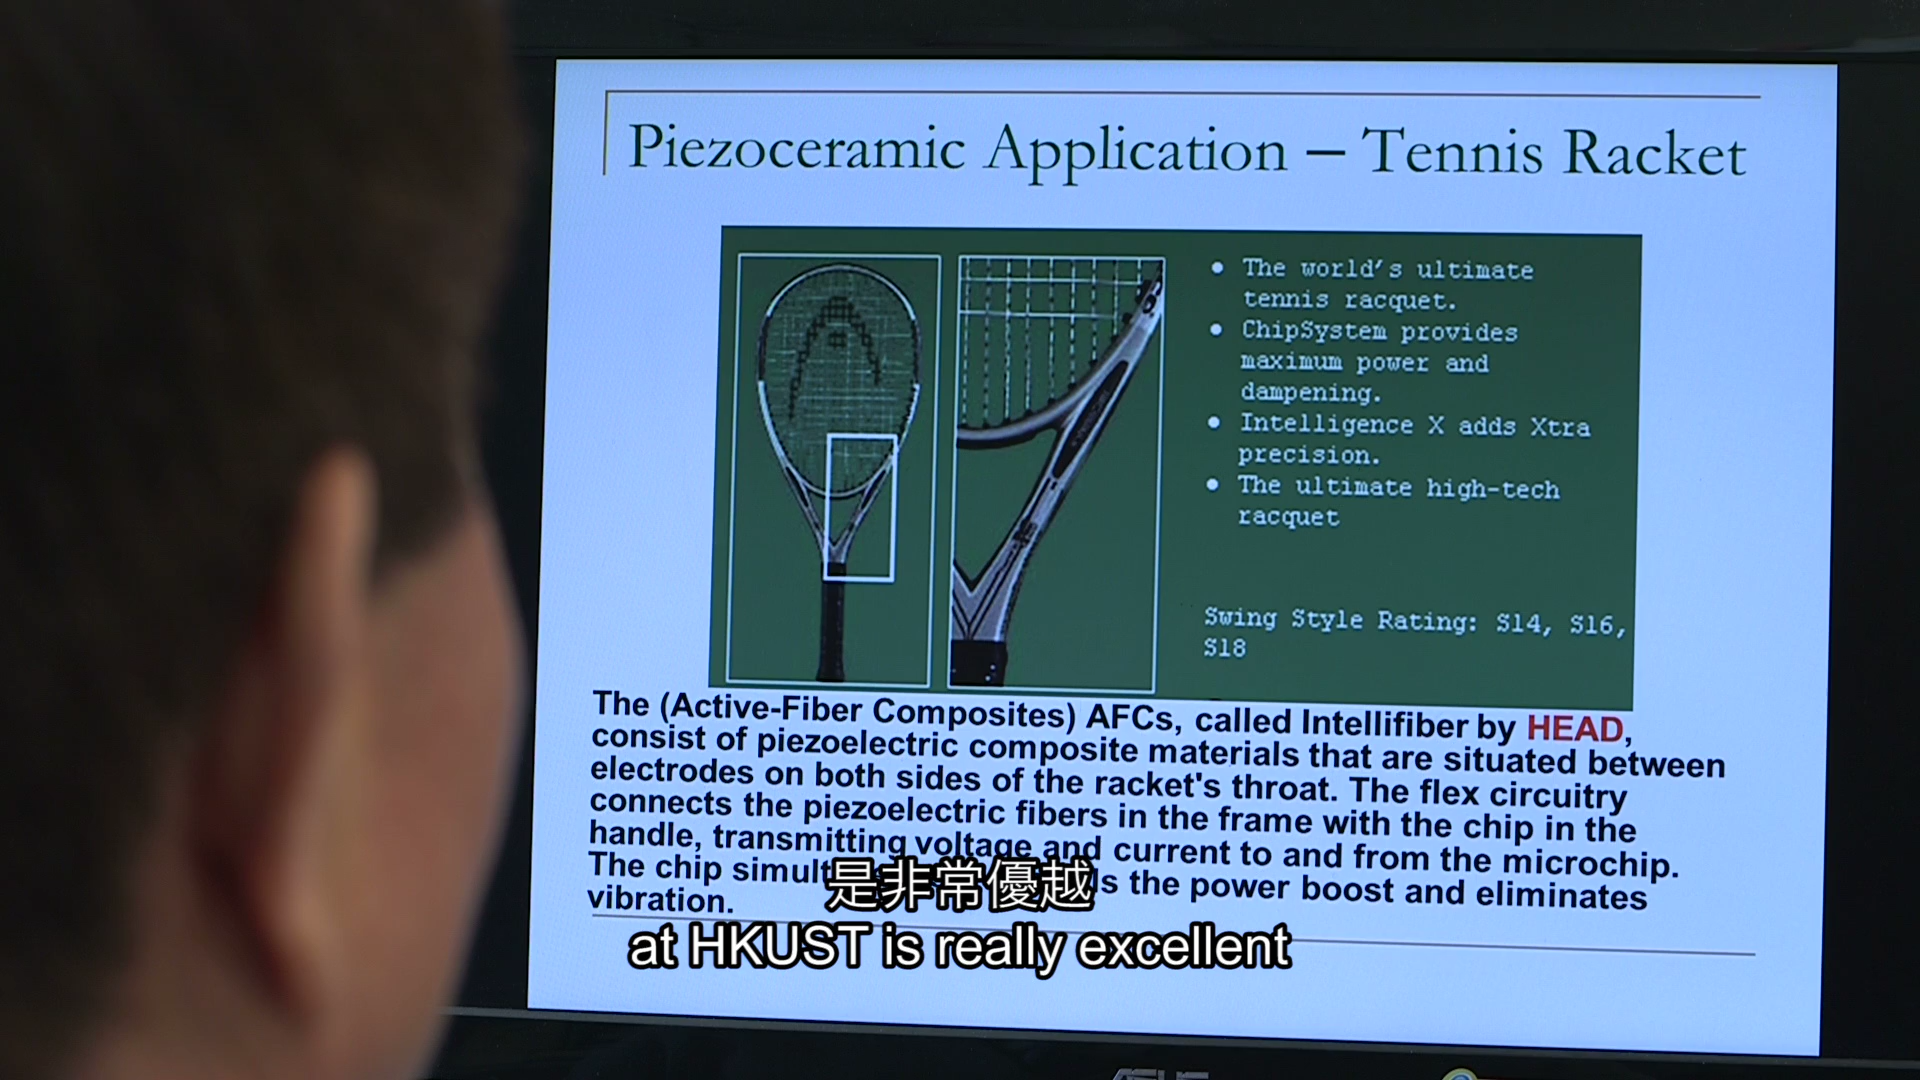 Piezoceramic Application – Tennis Racket
● The world's ultimate
tennis racquet.
● ChipSystem provides
maximum power and
dampening.
● Intelligence X adds Xtra
precision.
● The ultimate high-tech
racquet
Swing Style Rating: S14, S16,
S18
The (Active-Fiber Composites) AFCs, called Intellifiber by HEAD,
consist of piezoelectric composite materials that are situated between
electrodes on both sides of the racket's throat. The flex circuitry
connects the piezoelectric fibers in the frame with the chip in the
handle, transmitting voltage and current to and from the microchip.
The chip the power boost and eliminates
vibration.
是非常優越
at HKUST is really excellent